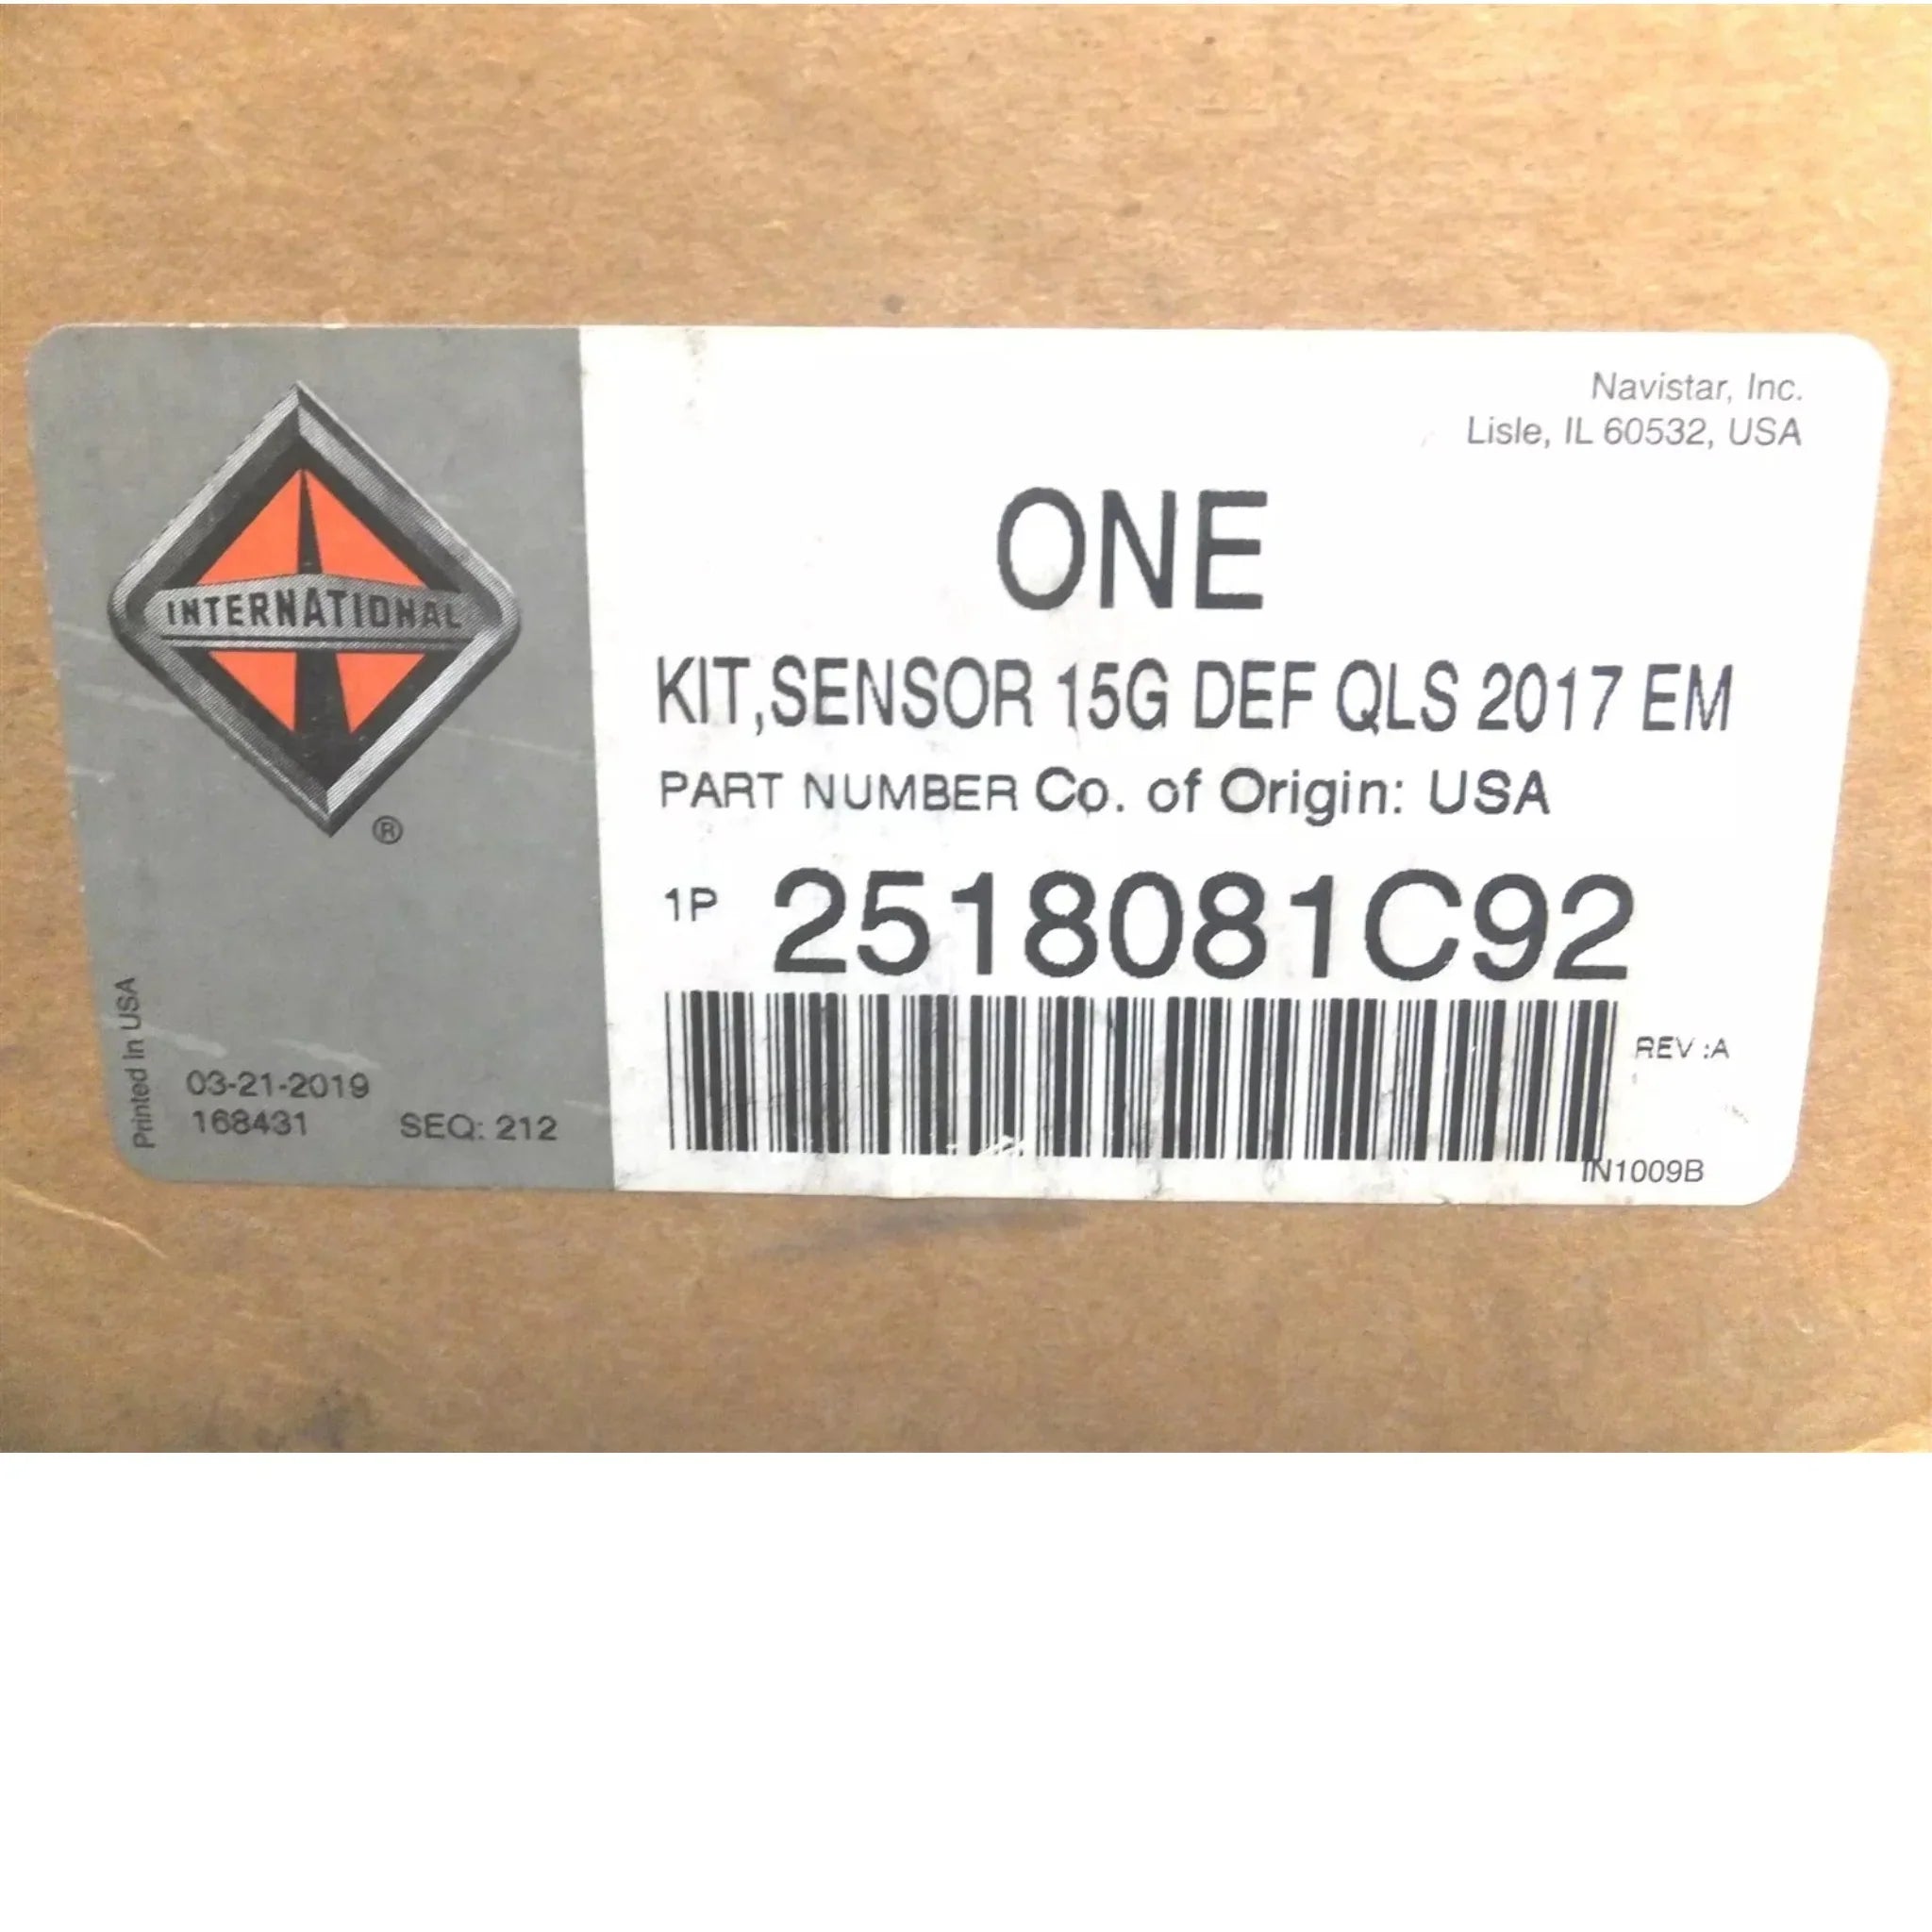 Navistar, Inc.
Lisle, IL 60532, USA
INTERNATIONAL
®
ONE
KIT,SENSOR 15G DEF QLS 2017 EM
PART NUMBER Co. of Origin: USA
1P 2518081C92
REV :A
IN1009B
Printed in USA
03-21-2019
168431 SEQ: 212